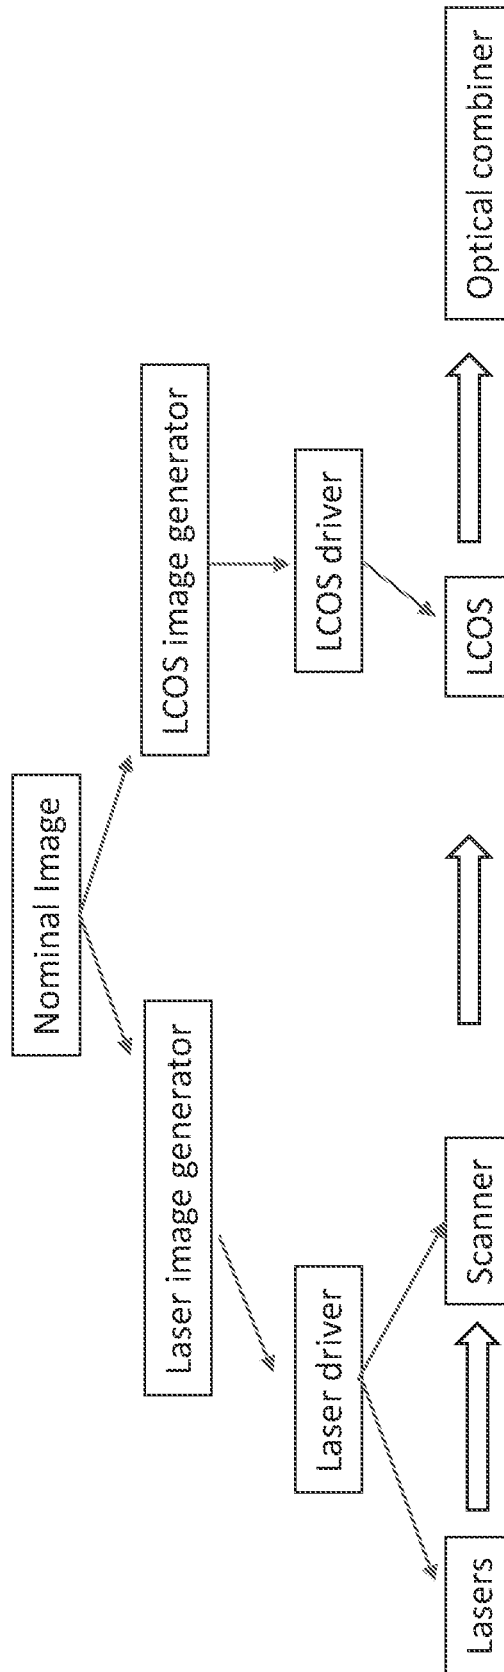 Nominal Image
Laser image generator
LCOS image generator
Laser driver
LCOS driver
Lasers
Scanner
LCOS
Optical combiner